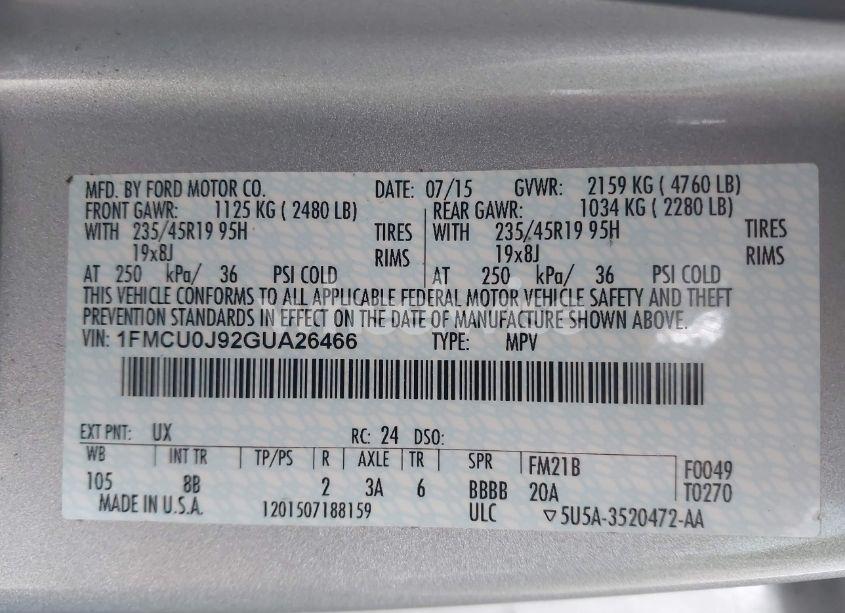 MFD. BY FORD MOTOR CO. DATE: 07/15 GVWR: 2159 KG ( 4760 LB)
FRONT GAWR: 1125 KG ( 2480 LB) REAR GAWR: 1034 KG ( 2280 LB)
WITH 235/45R19 95H TIRES WITH 235/45R19 95H TIRES
19x8J RIMS 19x8J RIMS
AT 250 kPa/ 36 PSI COLD AT 250 kPa/ 36 PSI COLD
THIS VEHICLE CONFORMS TO ALL APPLICABLE FEDERAL MOTOR VEHICLE SAFETY AND THEFT
PREVENTION STANDARDS IN EFFECT ON THE DATE OF MANUFACTURE SHOWN ABOVE.
VIN: 1FMCU0J92GUA26466 TYPE: MPV
EXT PNT: UX RC: 24 DSO:
WB INT TR TP/PS R AXLE TR SPR FM21B F0049
105 8B 2 3A 6 BBBB 20A T0270
MADE IN U.S.A. 1201507188159 ULC ▽5U5A-3520472-AA